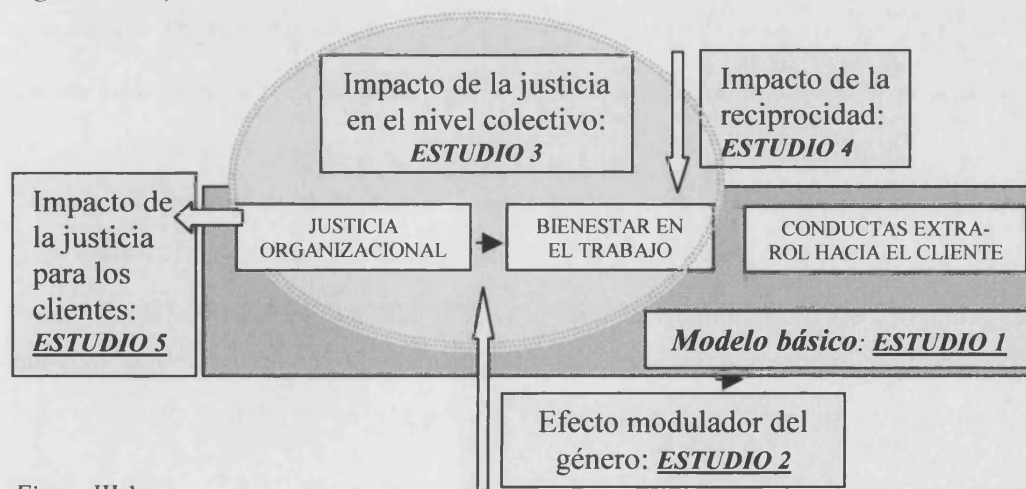 Impacto de la justicia
en el nivel colectivo:
ESTUDIO 3
Impacto de la
reciprocidad:
ESTUDIO 4
Impacto de
la justicia
para los
clientes:
ESTUDIO 5
JUSTICIA
ORGANIZACIONAL
BIENESTAR EN
EL TRABAJO
CONDUCTAS EXTRA-
ROL HACIA EL CLIENTE
Modelo básico: ESTUDIO 1
Efecto modulador del
género: ESTUDIO 2